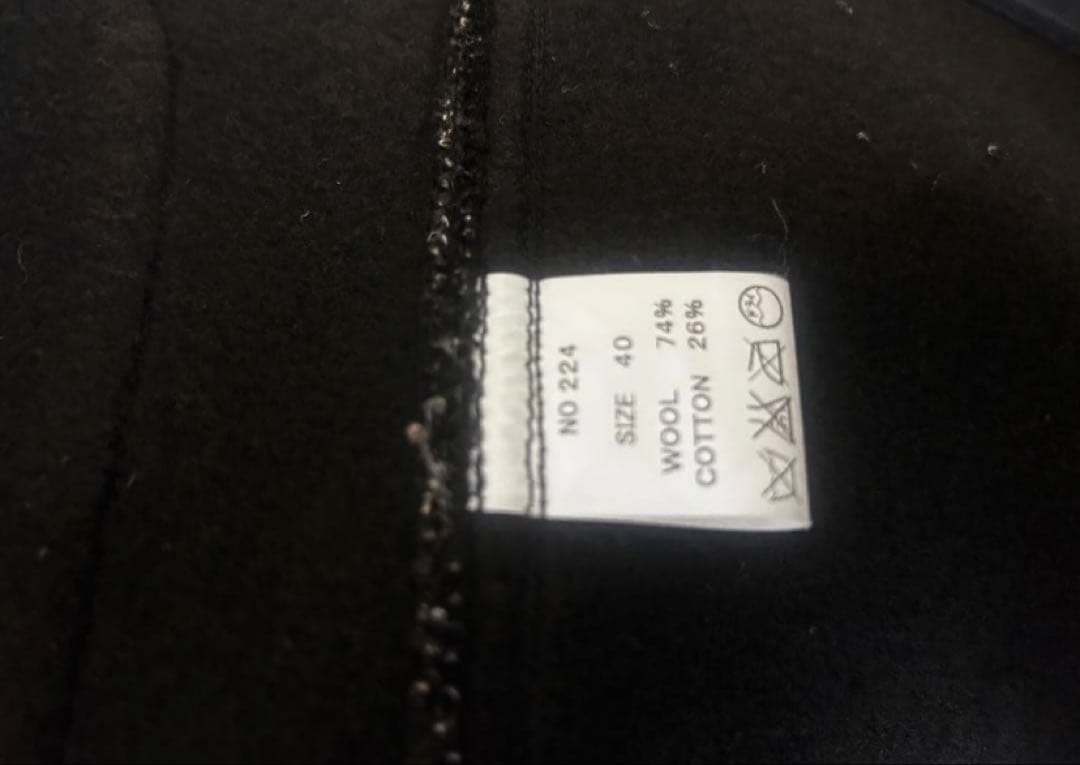 NO 224
SIZE 40
WOOL 74%
COTTON 26%